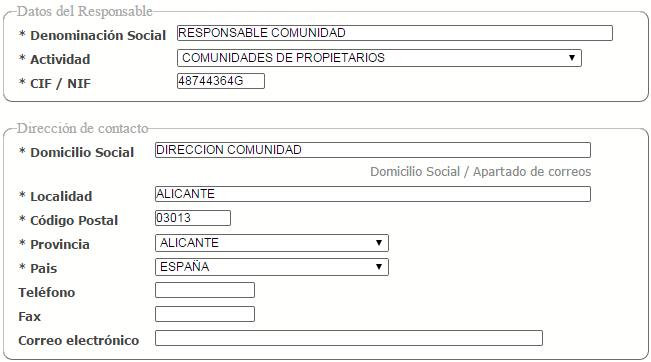 Datos del Responsable
* Denominación Social RESPONSABLE COMUNIDAD
* Actividad COMUNIDADES DE PROPIETARIOS
* CIF / NIF 48744364G
Dirección de contacto
* Domicilio Social DIRECCION COMUNIDAD
Domicilio Social / Apartado de correos
* Localidad ALICANTE
* Código Postal 03013
* Provincia ALICANTE
* Pais ESPAÑA
Teléfono
Fax
Correo electrónico